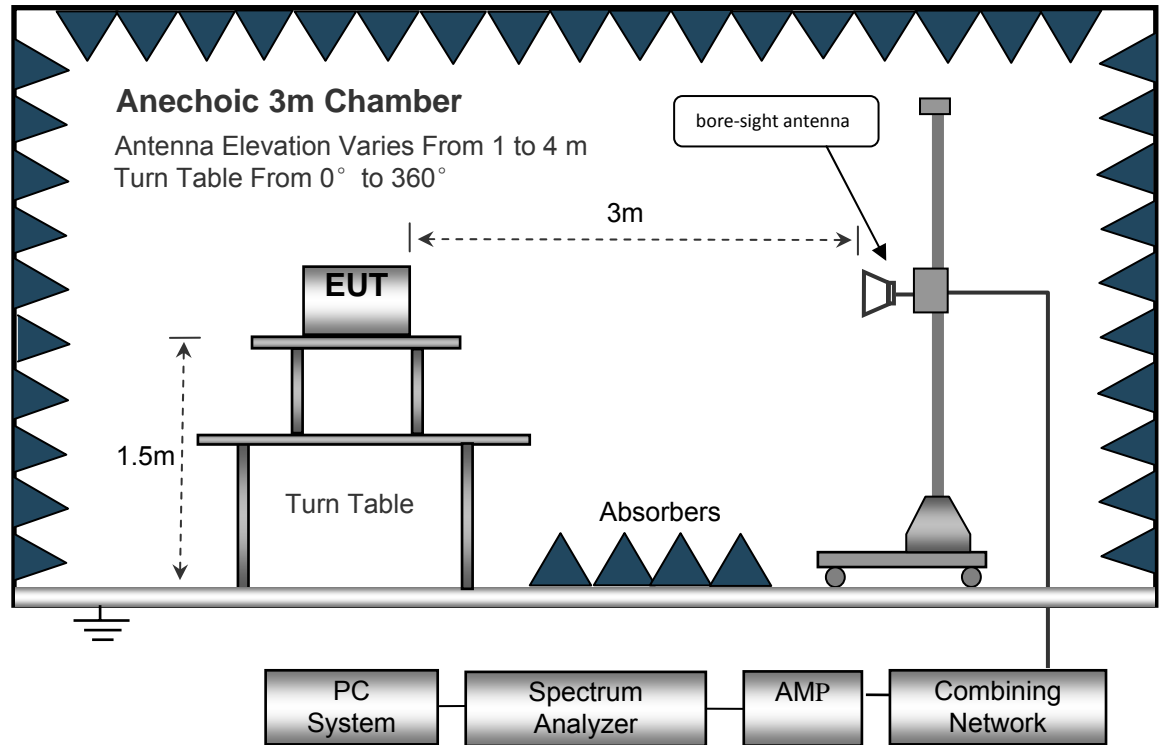 Anechoic 3m Chamber
Antenna Elevation Varies From 1 to 4 m
Turn Table From 0° to 360°
bore-sight antenna
3m
EUT
1.5m
Turn Table
Absorbers
PC
System
Spectrum
Analyzer
AMP
Combining
Network